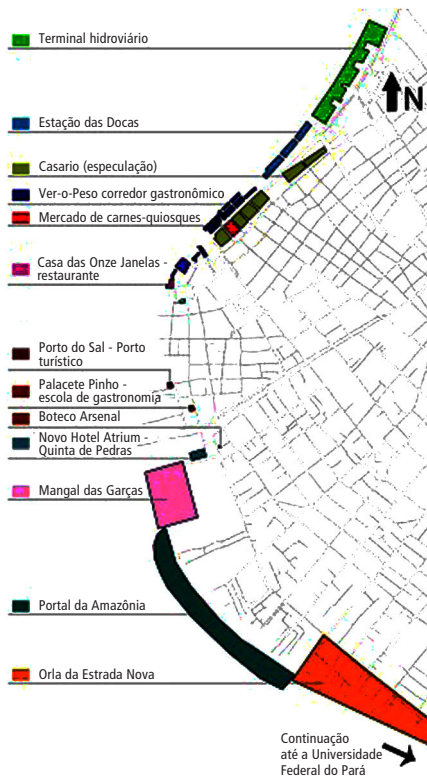 Terminal hidroviário
N
Estação das Docas
Casario (especulação)
Ver-o-Peso corredor gastronômico
Mercado de carnes-quiosques
Casa das Onze Janelas -
restaurante
Porto do Sal - Porto
turístico
Palacete Pinho -
escola de gastronomia
Boteco Arsenal
Novo Hotel Atrium
Quinta de Pedras
Mangal das Garças
Portal da Amazônia
Orla da Estrada Nova
Continuação
até a Universidade
Federal do Pará